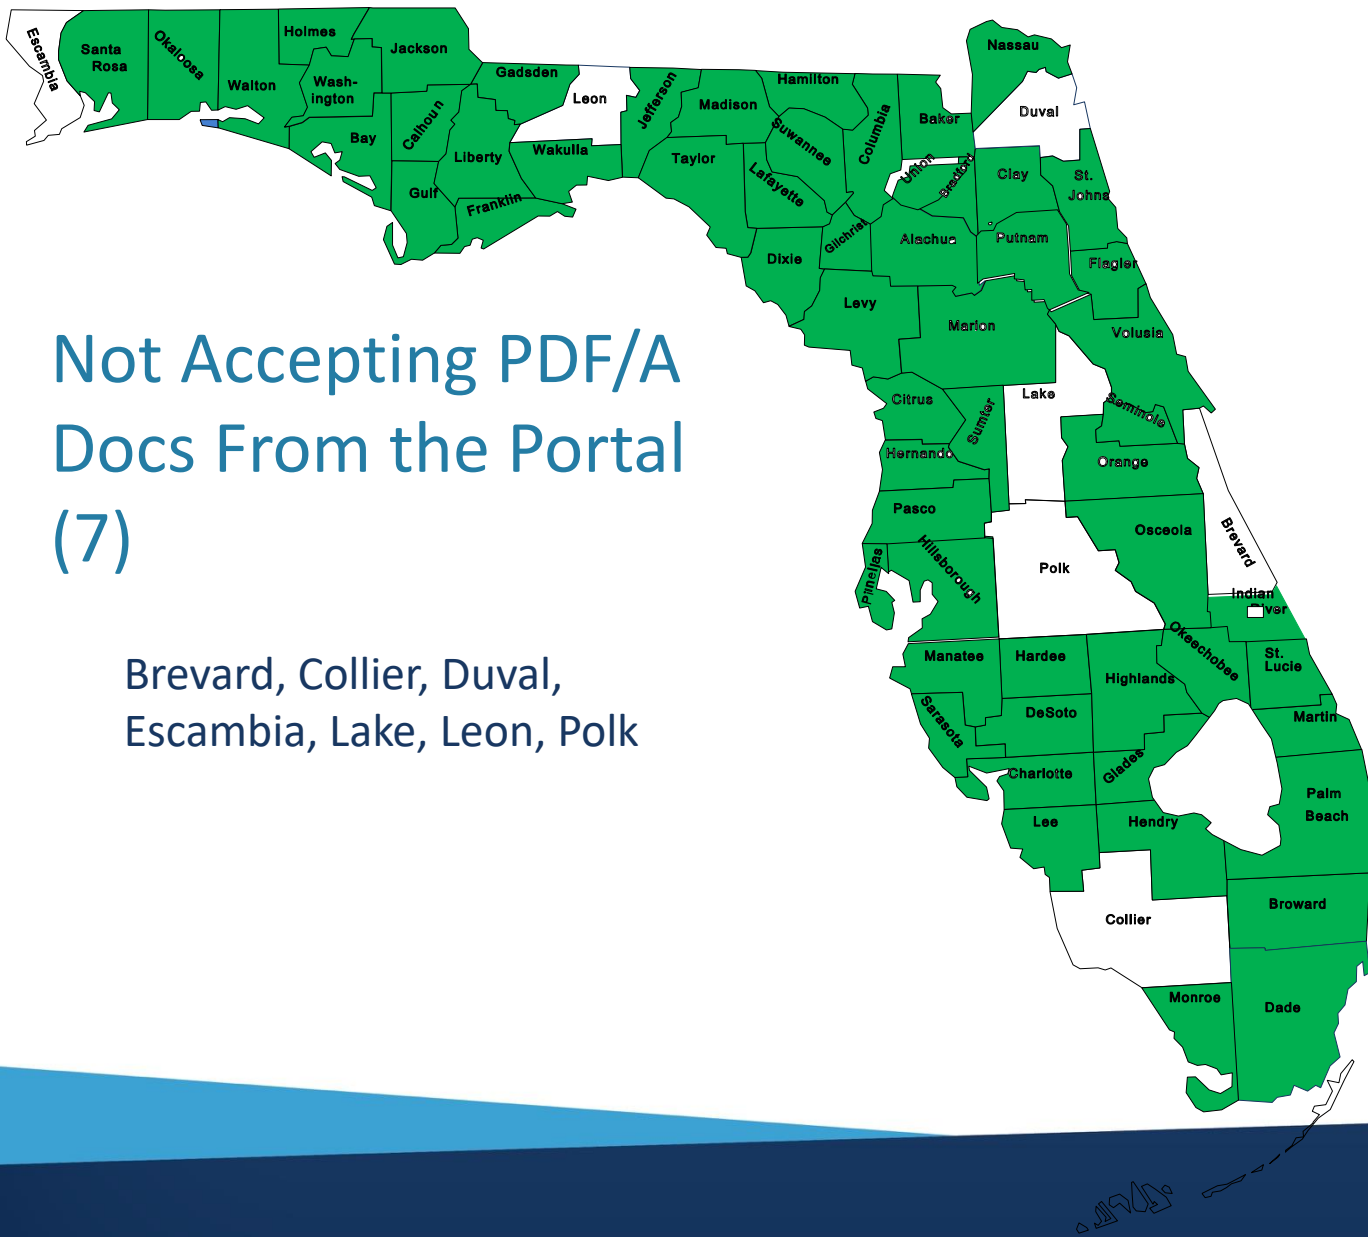 Not Accepting PDF/A
Docs From the Portal
(7)
Brevard, Collier, Duval,
Escambia, Lake, Leon, Polk
Escambia
Santa
Rosa
Okaloosa
Walton
Holmes
Wash-
ington
Jackson
Bay
Calhoun
Gulf
Liberty
Gadsden
Franklin
Leon
Wakulla
Jefferson
Madison
Taylor
Hamilton
Suwannee
Lafayette
Dixie
Columbia
Gilchrist
Baker
Union
Bradford
Nassau
Duval
Clay
St.
Johns
Alachua
Putnam
Flagler
Levy
Marion
Volusia
Citrus
Sumter
Lake
Seminole
Hernando
Orange
Pasco
Osceola
Brevard
Pinellas
Hillsborough
Polk
Indian
River
Manatee
Hardee
Highlands
Okeechobee
St.
Lucie
Sarasota
DeSoto
Martin
Charlotte
Glades
Palm
Beach
Lee
Hendry
Collier
Broward
Monroe
Dade